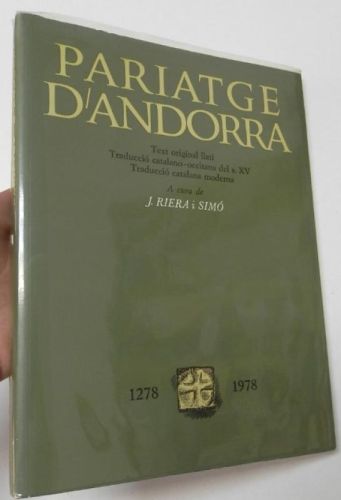 PARIATGE
D'ANDORRA
Text original llatí
Traducció catalano-occitana del s. XV
Traducció catalana moderna
A cura de
J. RIERA i SIMÓ
1278 1978